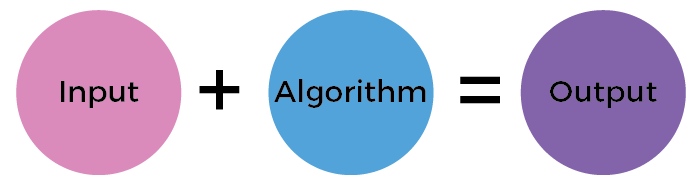 Input + Algorithm = Output